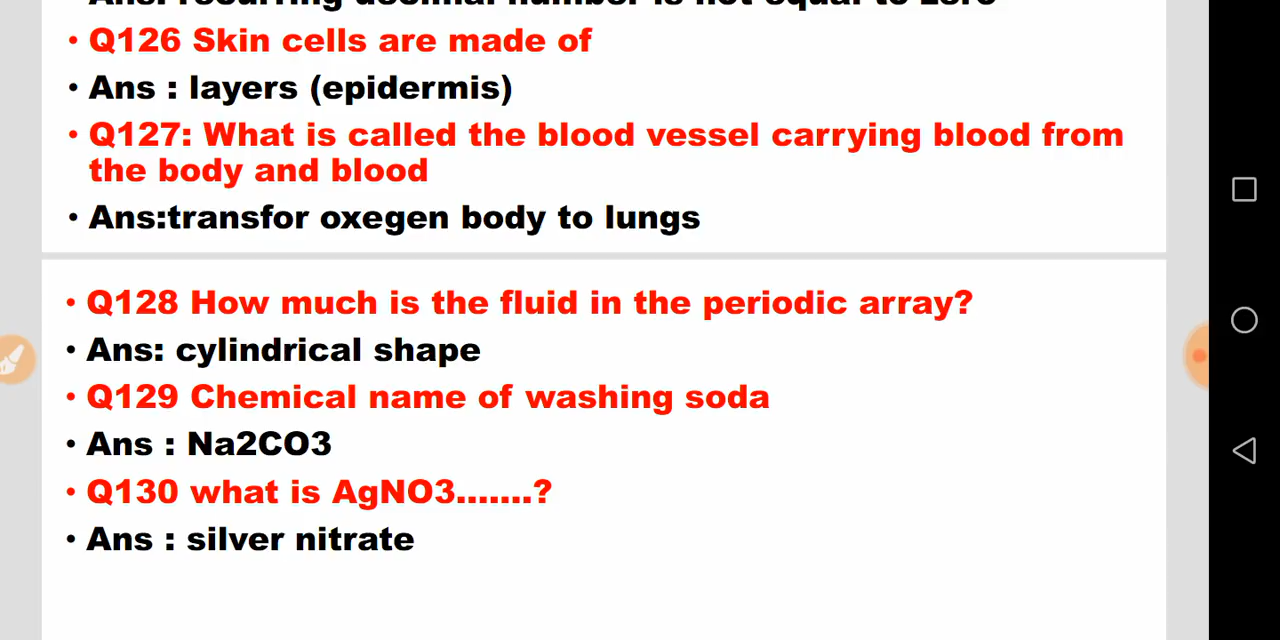 • Q126 Skin cells are made of
• Ans : layers (epidermis)
• Q127: What is called the blood vessel carrying blood from
the body and blood
• Ans:transfor oxegen body to lungs
• Q128 How much is the fluid in the periodic array?
• Ans: cylindrical shape
• Q129 Chemical name of washing soda
• Ans : Na2CO3
• Q130 what is AgNO3.......?
• Ans : silver nitrate